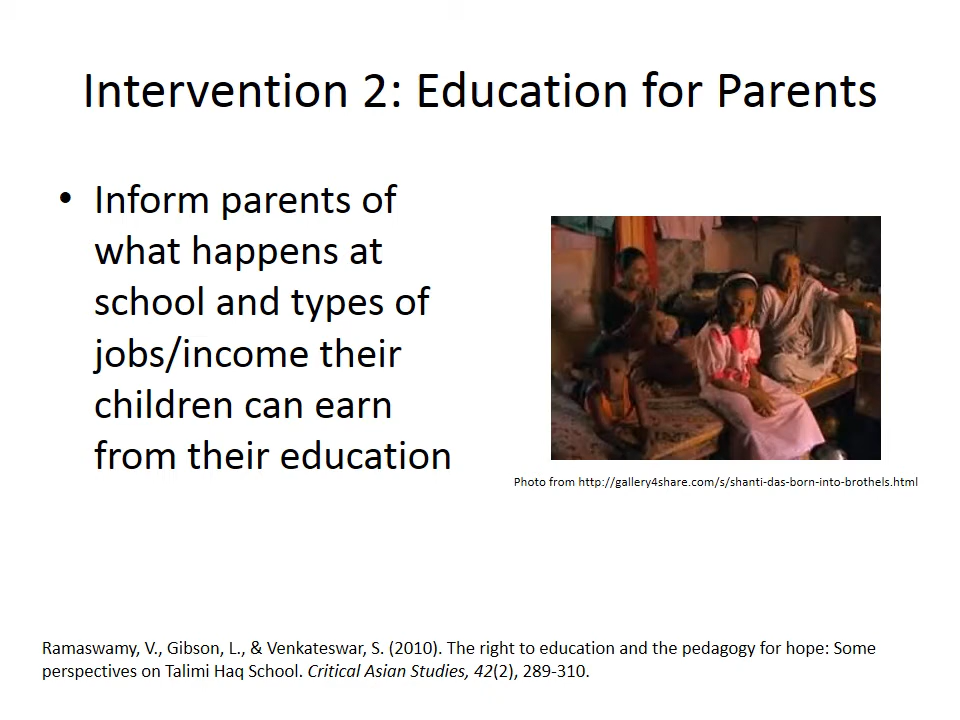 Intervention 2: Education for Parents
• Inform parents of
what happens at
school and types of
jobs/income their
children can earn
from their education
Photo from http://gallery4share.com/s/shanti-das-born-into-brothels.html
Ramaswamy, V., Gibson, L., & Venkateswar, S. (2010). The right to education and the pedagogy for hope: Some
perspectives on Talimi Haq School. Critical Asian Studies, 42(2), 289-310.